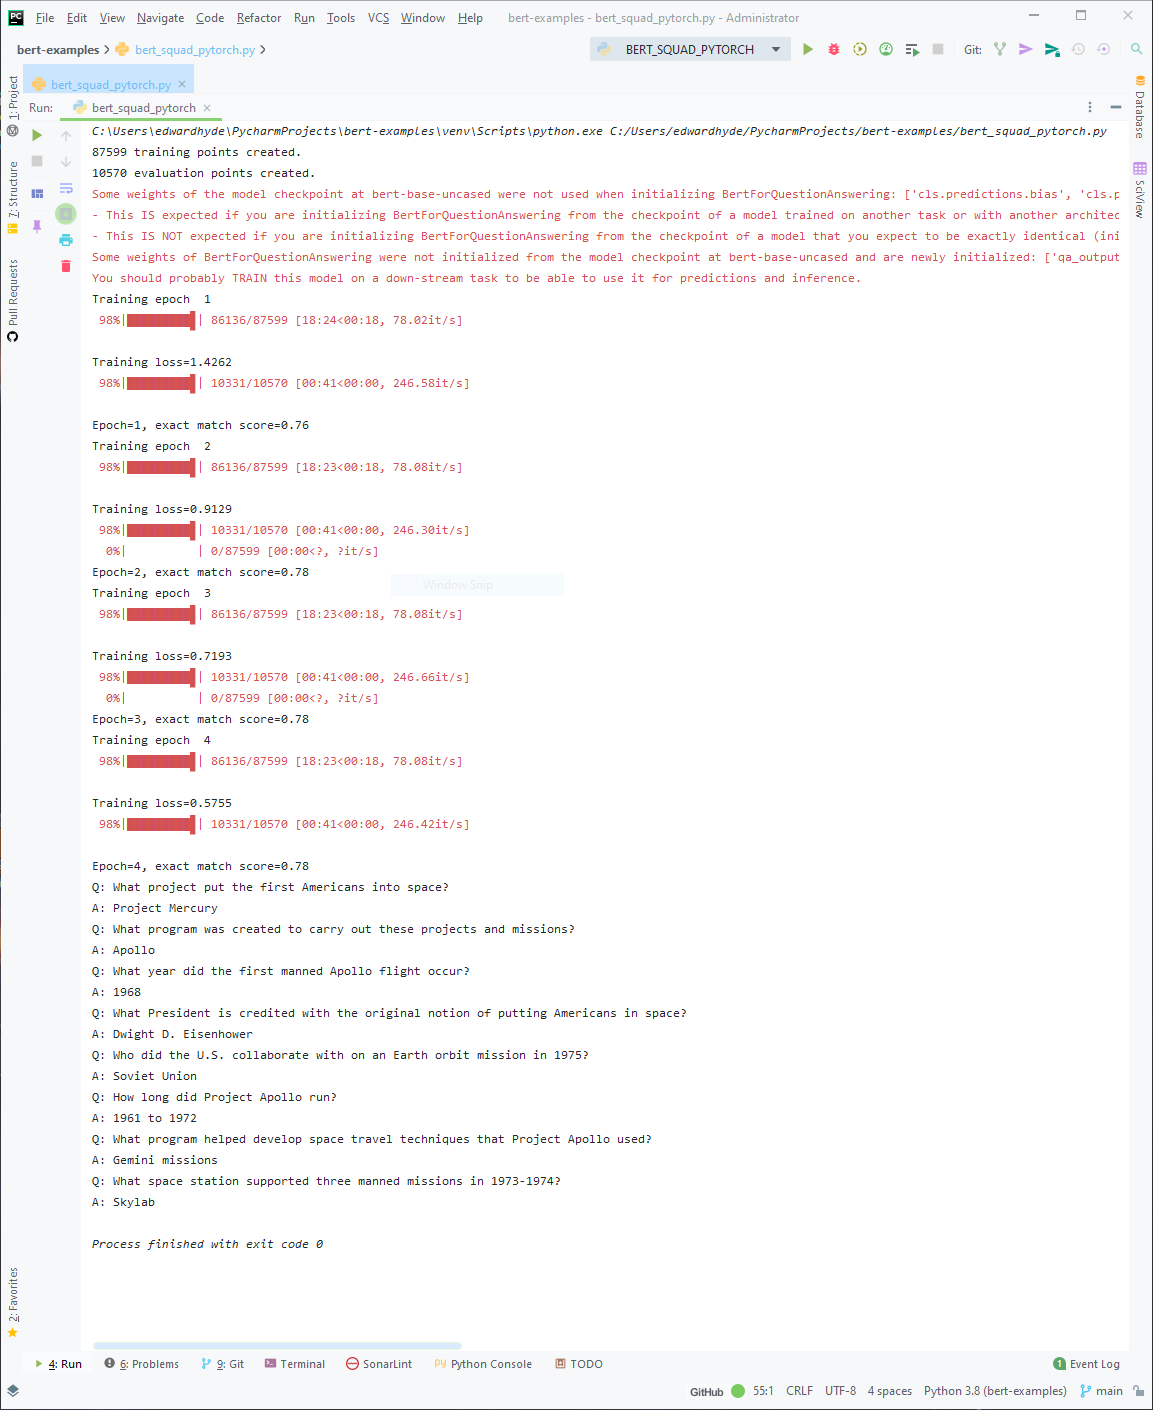 File Edit View Navigate Code Refactor Run Tools VCS Window Help bert-examples - bert_squad_pytorch.py - Administrator
bert-examples bert_squad_pytorch.py BERT_SQUAD_PYTORCH Git:
bert_squad_pytorch.py
Run: bert_squad_pytorch
1: Project
7: Structure
Pull Requests
2: Favorites
Database
SciView
C:\Users\edwardhyde\PycharmProjects\bert-examples\venv\Scripts\python.exe C:/Users/edwardhyde/PycharmProjects/bert-examples/bert_squad_pytorch.py
87599 training points created.
10570 evaluation points created.
Some weights of the model checkpoint at bert-base-uncased were not used when initializing BertForQuestionAnswering: ['cls.predictions.bias', 'cls.p
- This IS expected if you are initializing BertForQuestionAnswering from the checkpoint of a model trained on another task or with another architec
- This IS NOT expected if you are initializing BertForQuestionAnswering from the checkpoint of a model that you expect to be exactly identical (ini
Some weights of BertForQuestionAnswering were not initialized from the model checkpoint at bert-base-uncased and are newly initialized: ['qa_output
You should probably TRAIN this model on a down-stream task to be able to use it for predictions and inference.
Training epoch  1
98%|█████████▊| 86136/87599 [18:24<00:18, 78.02it/s]
Training loss=1.4262
98%|█████████▊| 10331/10570 [00:41<00:00, 246.58it/s]
Epoch=1, exact match score=0.76
Training epoch  2
98%|█████████▊| 86136/87599 [18:23<00:18, 78.08it/s]
Training loss=0.9129
98%|█████████▊| 10331/10570 [00:41<00:00, 246.30it/s]
0%|          | 0/87599 [00:00<?, ?it/s]
Epoch=2, exact match score=0.78
Window Snip
Training epoch  3
98%|█████████▊| 86136/87599 [18:23<00:18, 78.08it/s]
Training loss=0.7193
98%|█████████▊| 10331/10570 [00:41<00:00, 246.66it/s]
0%|          | 0/87599 [00:00<?, ?it/s]
Epoch=3, exact match score=0.78
Training epoch  4
98%|█████████▊| 86136/87599 [18:23<00:18, 78.08it/s]
Training loss=0.5755
98%|█████████▊| 10331/10570 [00:41<00:00, 246.42it/s]
Epoch=4, exact match score=0.78
Q: What project put the first Americans into space?
A: Project Mercury
Q: What program was created to carry out these projects and missions?
A: Apollo
Q: What year did the first manned Apollo flight occur?
A: 1968
Q: What President is credited with the original notion of putting Americans in space?
A: Dwight D. Eisenhower
Q: Who did the U.S. collaborate with on an Earth orbit mission in 1975?
A: Soviet Union
Q: How long did Project Apollo run?
A: 1961 to 1972
Q: What program helped develop space travel techniques that Project Apollo used?
A: Gemini missions
Q: What space station supported three manned missions in 1973-1974?
A: Skylab
Process finished with exit code 0
4: Run 6: Problems 9: Git Terminal SonarLint Python Console TODO 1 Event Log
GitHub 55:1 CRLF UTF-8 4 spaces Python 3.8 (bert-examples) main